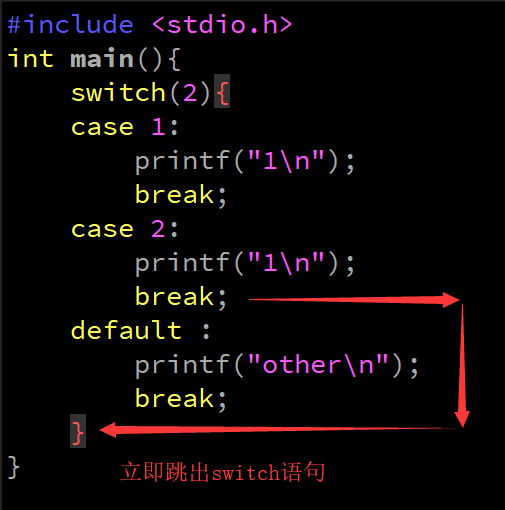 #include <stdio.h>
int main(){
    switch(2){
    case 1:
        printf("1\n");
        break;
    case 2:
        printf("1\n");
        break;
    default :
        printf("other\n");
        break;
    }
}
立即跳出switch语句